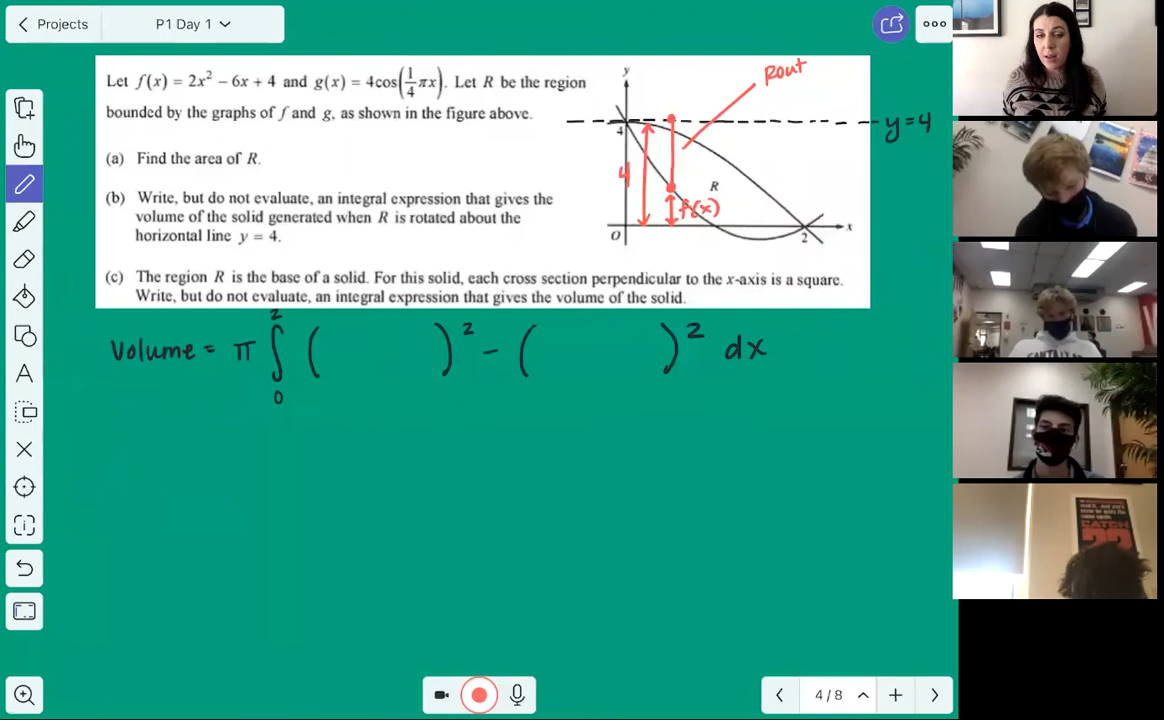 Projects
P1 Day 1
Let f(x) = 2x² − 6x + 4 and g(x) = 4cos(1/4 πx). Let R be the region
bounded by the graphs of f and g, as shown in the figure above.
(a) Find the area of R.
(b) Write, but do not evaluate, an integral expression that gives the
volume of the solid generated when R is rotated about the
horizontal line y = 4.
(c) The region R is the base of a solid. For this solid, each cross section perpendicular to the x-axis is a square.
Write, but do not evaluate, an integral expression that gives the volume of the solid.
y
Rout
4
y=4
4
R
f(x)
O
2
x
Volume = π ∫₀² ( )² − ( )² dx
A
4/8
CATCH
22